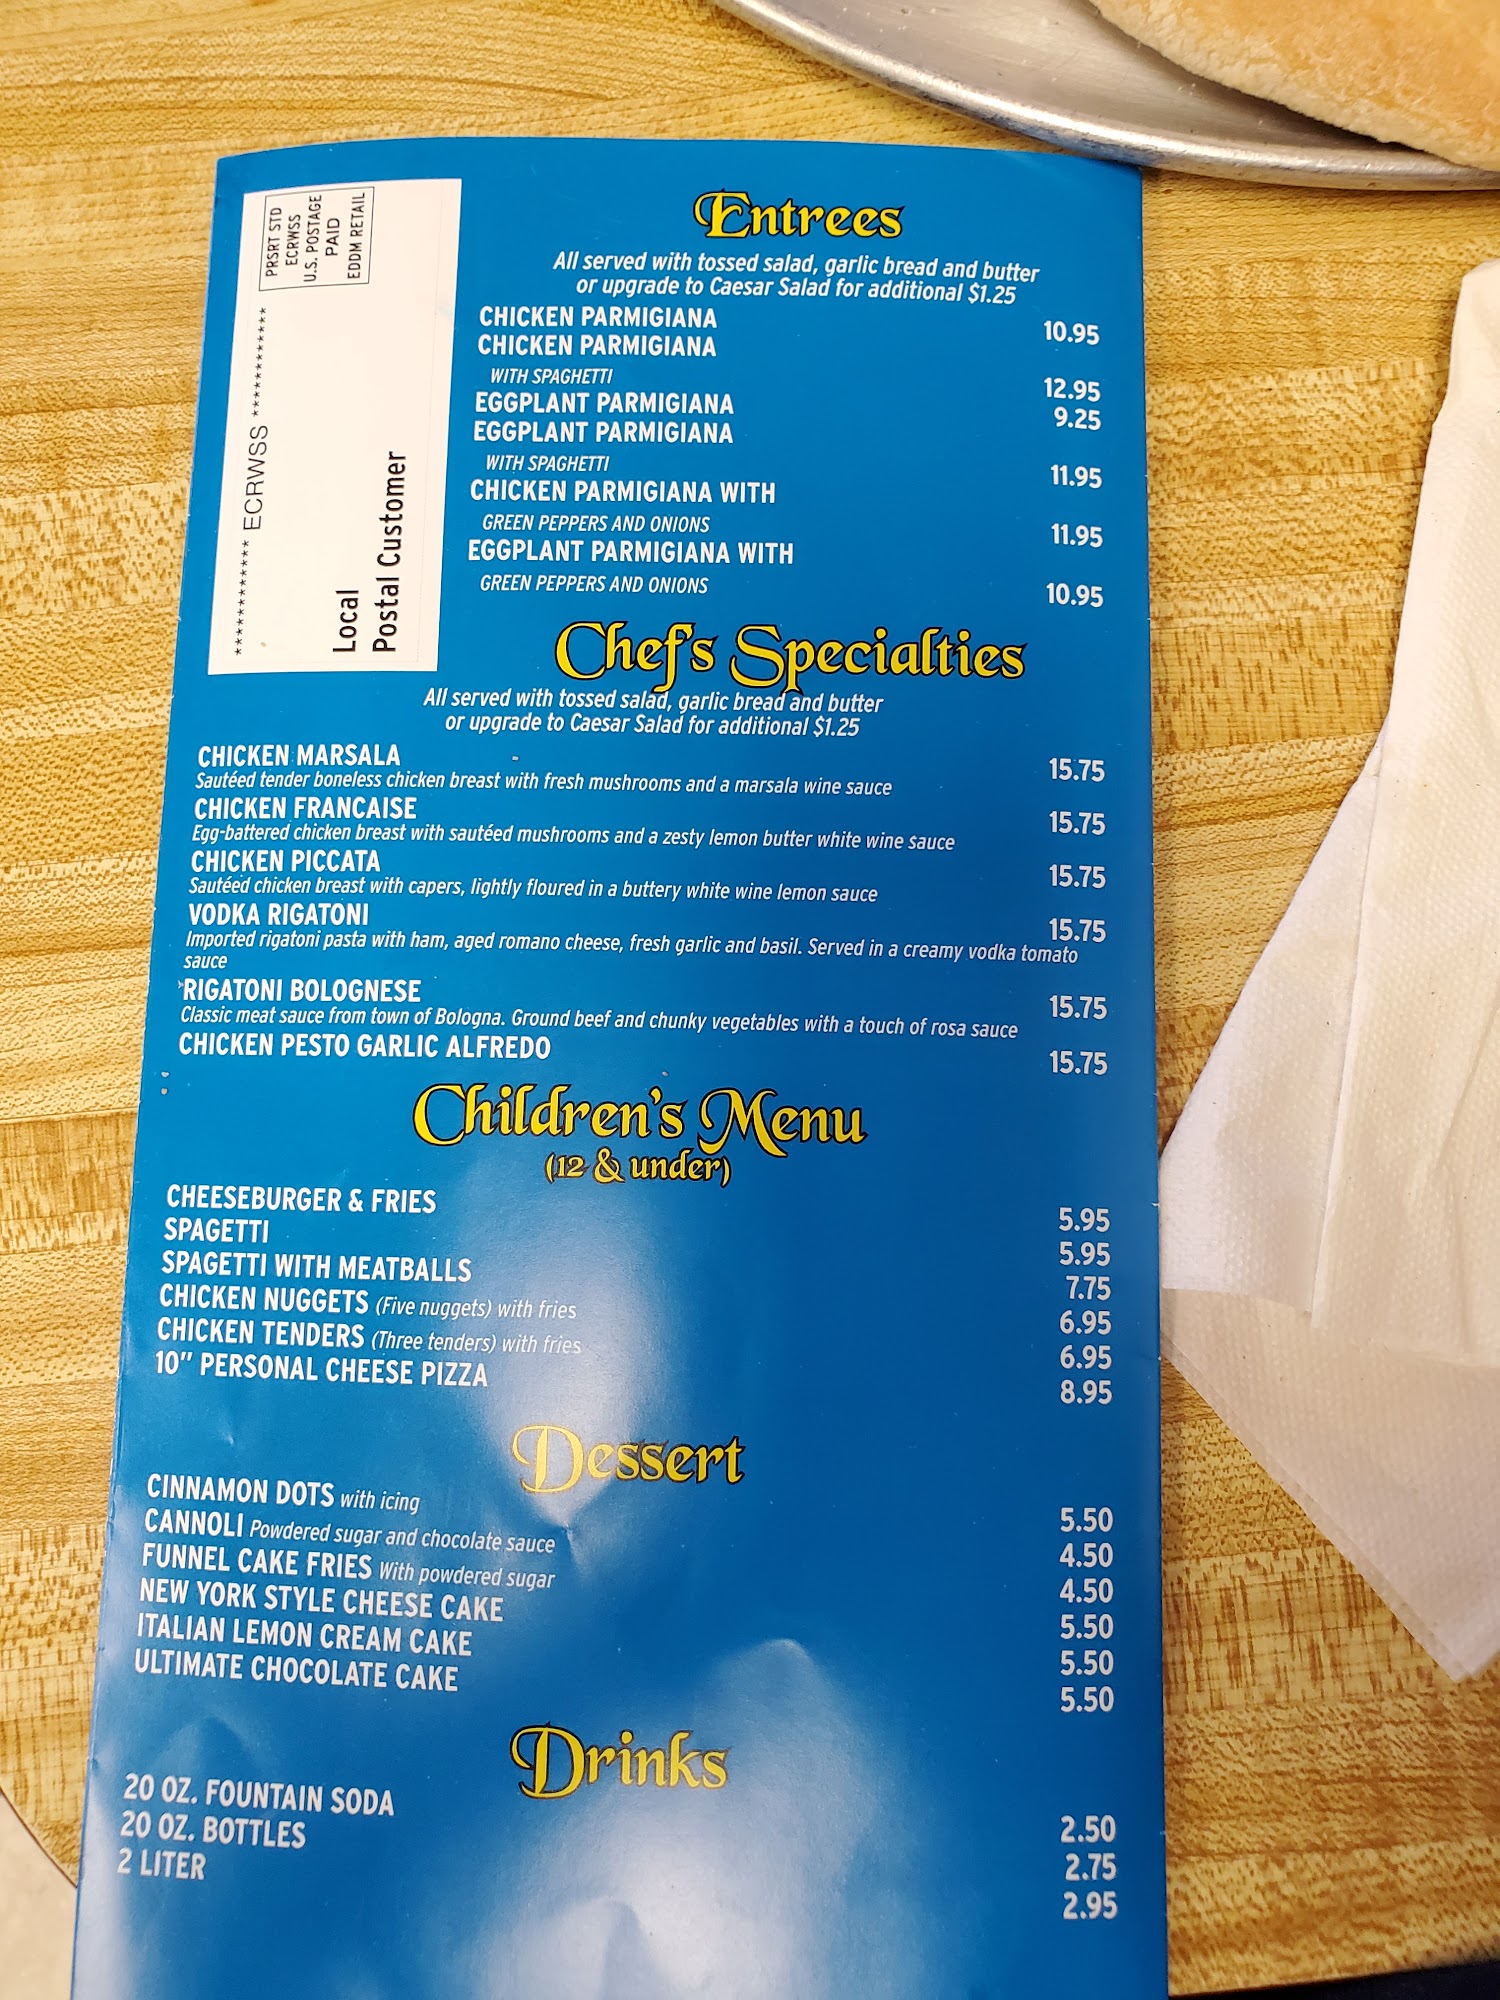 PRSRT STD
ECRWSS
U.S. POSTAGE
PAID
EDDM RETAIL
************ ECRWSS ************
Local
Postal Customer
Entrees
All served with tossed salad, garlic bread and butter
or upgrade to Caesar Salad for additional $1.25
CHICKEN PARMIGIANA 10.95
CHICKEN PARMIGIANA
WITH SPAGHETTI 12.95
EGGPLANT PARMIGIANA 9.25
EGGPLANT PARMIGIANA
WITH SPAGHETTI 11.95
CHICKEN PARMIGIANA WITH
GREEN PEPPERS AND ONIONS 11.95
EGGPLANT PARMIGIANA WITH
GREEN PEPPERS AND ONIONS 10.95
Chef's Specialties
All served with tossed salad, garlic bread and butter
or upgrade to Caesar Salad for additional $1.25
CHICKEN MARSALA 15.75
Sautéed tender boneless chicken breast with fresh mushrooms and a marsala wine sauce
CHICKEN FRANCAISE 15.75
Egg-battered chicken breast with sautéed mushrooms and a zesty lemon butter white wine sauce
CHICKEN PICCATA 15.75
Sautéed chicken breast with capers, lightly floured in a buttery white wine lemon sauce
VODKA RIGATONI 15.75
Imported rigatoni pasta with ham, aged romano cheese, fresh garlic and basil. Served in a creamy vodka tomato
sauce
RIGATONI BOLOGNESE 15.75
Classic meat sauce from town of Bologna. Ground beef and chunky vegetables with a touch of rosa sauce
CHICKEN PESTO GARLIC ALFREDO 15.75
Children's Menu
(12 & under)
CHEESEBURGER & FRIES 5.95
SPAGETTI 5.95
SPAGETTI WITH MEATBALLS 7.75
CHICKEN NUGGETS (Five nuggets) with fries 6.95
CHICKEN TENDERS (Three tenders) with fries 6.95
10" PERSONAL CHEESE PIZZA 8.95
Dessert
CINNAMON DOTS with icing 5.50
CANNOLI Powdered sugar and chocolate sauce 4.50
FUNNEL CAKE FRIES With powdered sugar 4.50
NEW YORK STYLE CHEESE CAKE 5.50
ITALIAN LEMON CREAM CAKE 5.50
ULTIMATE CHOCOLATE CAKE 5.50
Drinks
20 OZ. FOUNTAIN SODA 2.50
20 OZ. BOTTLES 2.75
2 LITER 2.95